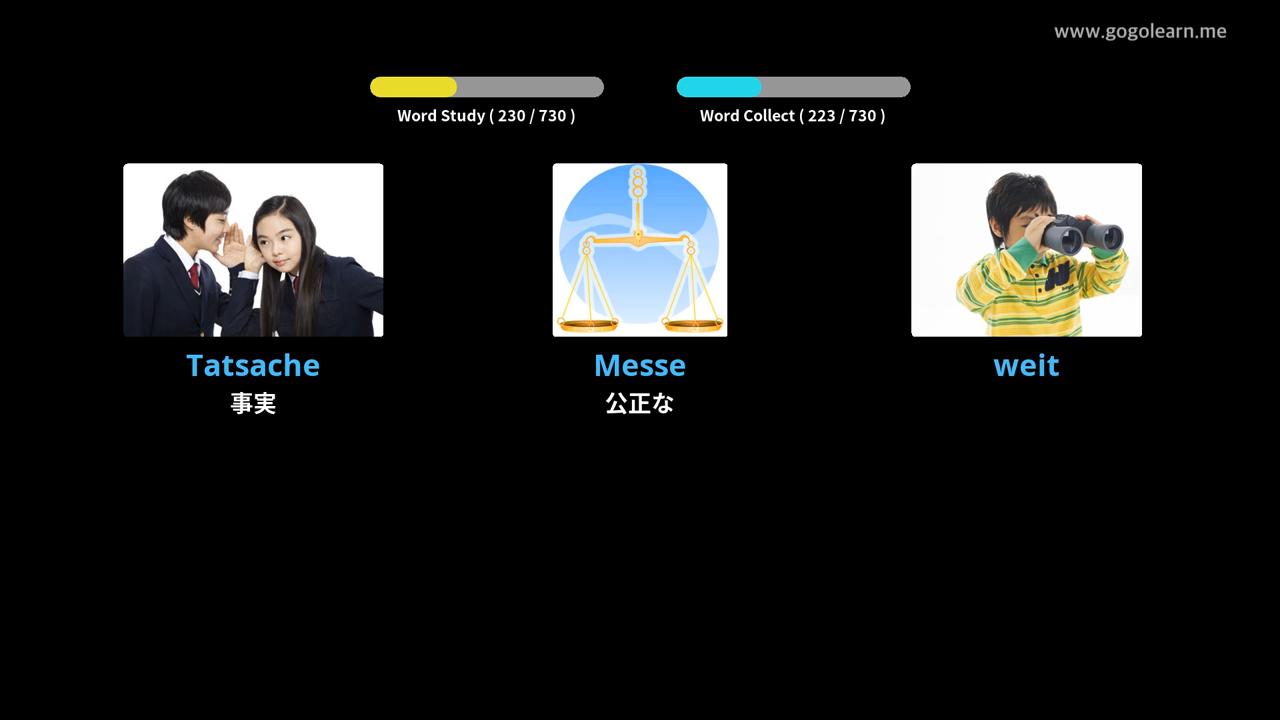 www.gogolearn.me
Word Study ( 230 / 730 )
Word Collect ( 223 / 730 )
Tatsache
事実
Messe
公正な
weit